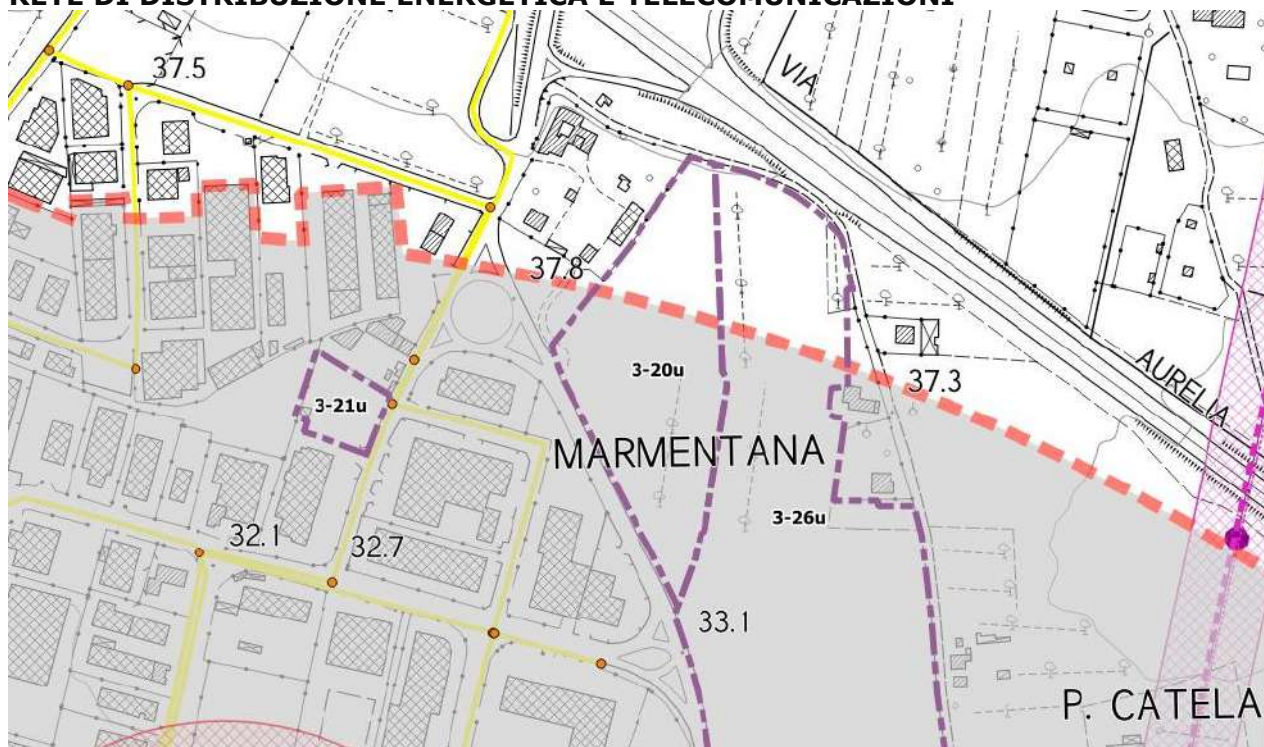 RETE DI DISTRIBUZIONE ENERGETICA E TELECOMUNICAZIONI
37.5
VIA
37.8
AURELIA
37.3
3-20u
3-21u
MARMENTANA
3-26u
32.1
32.7
33.1
P. CATELA